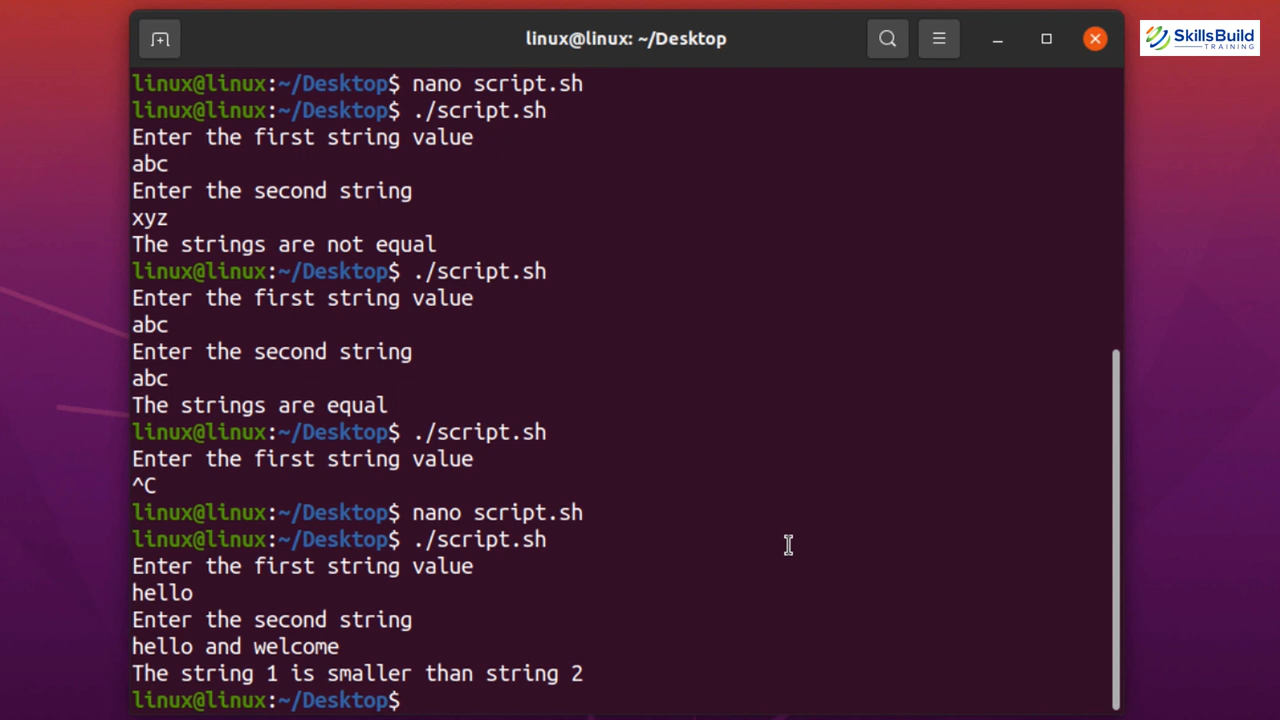 linux@linux: ~/Desktop
SkillsBuild
TRAINING
linux@linux:~/Desktop$ nano script.sh
linux@linux:~/Desktop$ ./script.sh
Enter the first string value
abc
Enter the second string
xyz
The strings are not equal
linux@linux:~/Desktop$ ./script.sh
Enter the first string value
abc
Enter the second string
abc
The strings are equal
linux@linux:~/Desktop$ ./script.sh
Enter the first string value
^C
linux@linux:~/Desktop$ nano script.sh
linux@linux:~/Desktop$ ./script.sh
Enter the first string value
hello
Enter the second string
hello and welcome
The string 1 is smaller than string 2
linux@linux:~/Desktop$